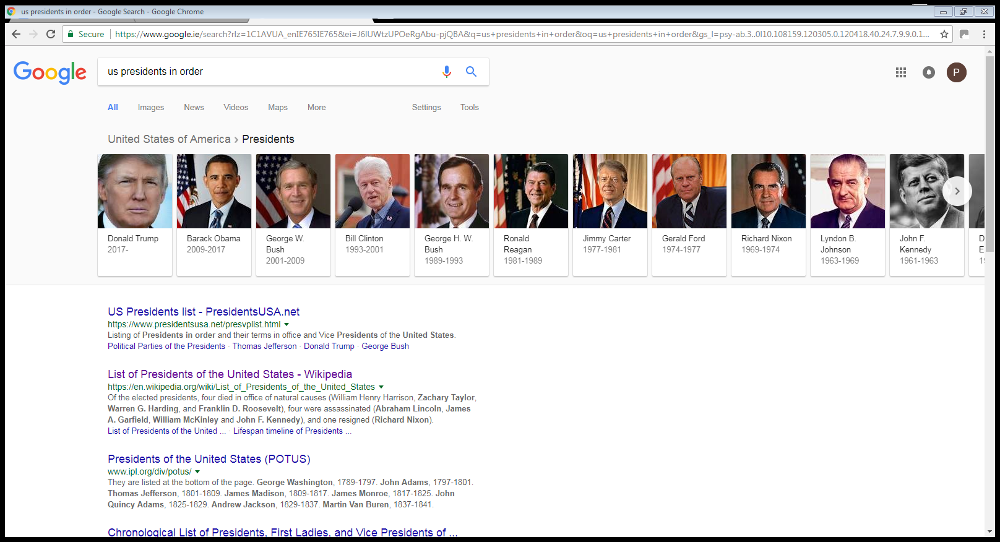 us presidents in order - Google Search - Google Chrome
Secure https://www.google.ie/search?rlz=1C1AVUA_enIE765IE765&ei=J6lUWtzUPOeRgAbu-pjQBA&q=us+presidents+in+order&oq=us+presidents+in+order&gs_l=psy-ab.3..0l10.108159.120305.0.120418.40.24.7.9.9.0.1...
Google us presidents in order P
All Images News Videos Maps More Settings Tools
United States of America › Presidents
Donald Trump
2017-
Barack Obama
2009-2017
George W.
Bush
2001-2009
Bill Clinton
1993-2001
George H. W.
Bush
1989-1993
Ronald
Reagan
1981-1989
Jimmy Carter
1977-1981
Gerald Ford
1974-1977
Richard Nixon
1969-1974
Lyndon B.
Johnson
1963-1969
John F.
Kennedy
1961-1963
D
E
US Presidents list - PresidentsUSA.net
https://www.presidentsusa.net/presvplist.html
Listing of Presidents in order and their terms in office and Vice Presidents of the United States.
Political Parties of the Presidents · Thomas Jefferson · Donald Trump · George Bush
List of Presidents of the United States - Wikipedia
https://en.wikipedia.org/wiki/List_of_Presidents_of_the_United_States
Of the elected presidents, four died in office of natural causes (William Henry Harrison, Zachary Taylor,
Warren G. Harding, and Franklin D. Roosevelt), four were assassinated (Abraham Lincoln, James
A. Garfield, William McKinley and John F. Kennedy), and one resigned (Richard Nixon).
List of Presidents of the United ... · Lifespan timeline of Presidents ...
Presidents of the United States (POTUS)
www.ipl.org/div/potus/
They are listed at the bottom of the page. George Washington, 1789-1797. John Adams, 1797-1801.
Thomas Jefferson, 1801-1809. James Madison, 1809-1817. James Monroe, 1817-1825. John
Quincy Adams, 1825-1829. Andrew Jackson, 1829-1837. Martin Van Buren, 1837-1841.
Chronological List of Presidents, First Ladies, and Vice Presidents of ...